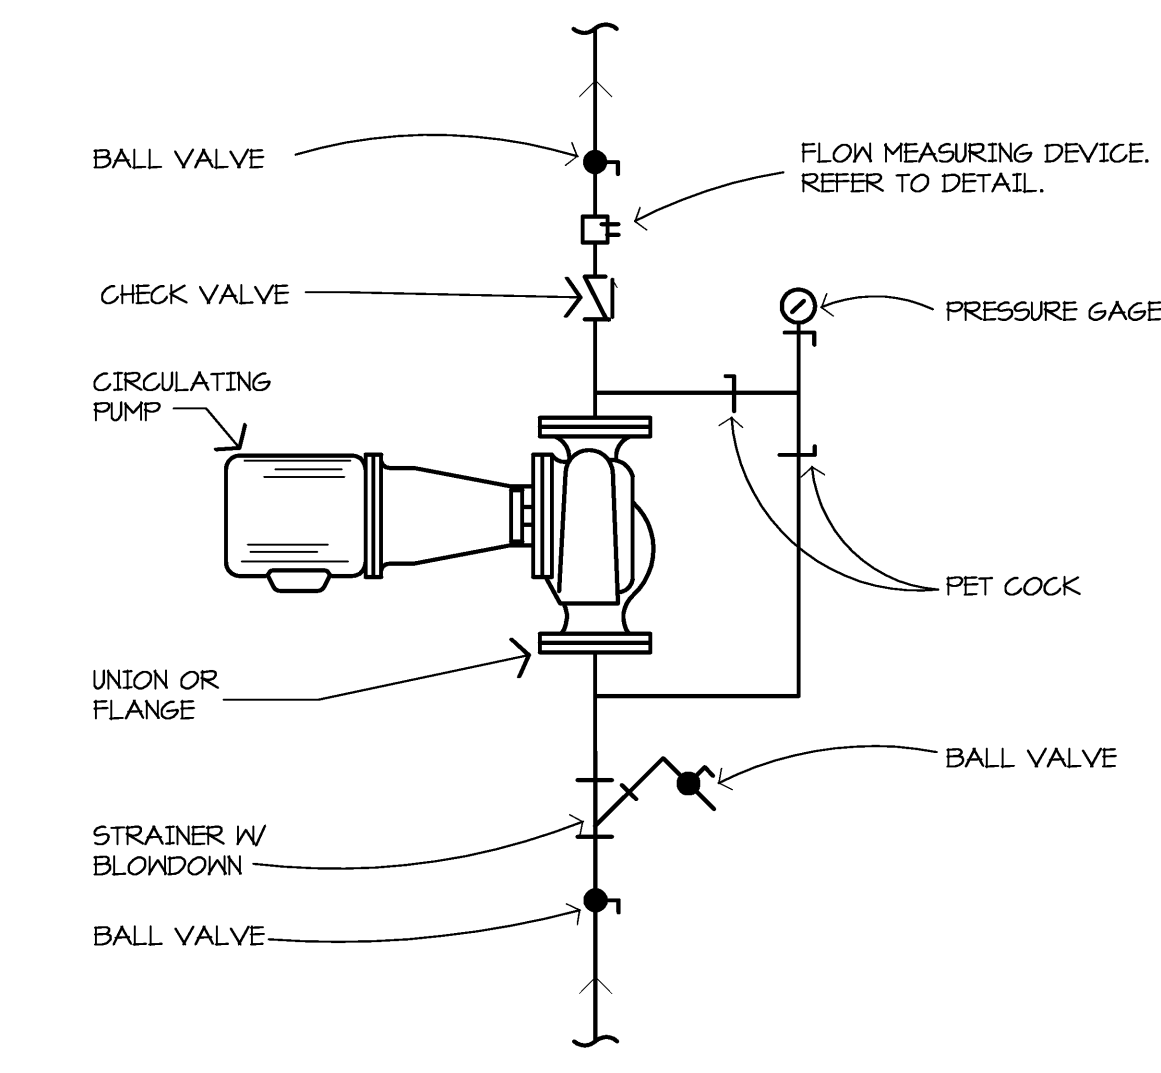 BALL VALVE
FLOW MEASURING DEVICE.
REFER TO DETAIL.
CHECK VALVE
PRESSURE GAGE
CIRCULATING
PUMP
PET COCK
UNION OR
FLANGE
BALL VALVE
STRAINER W/
BLOWDOWN
BALL VALVE